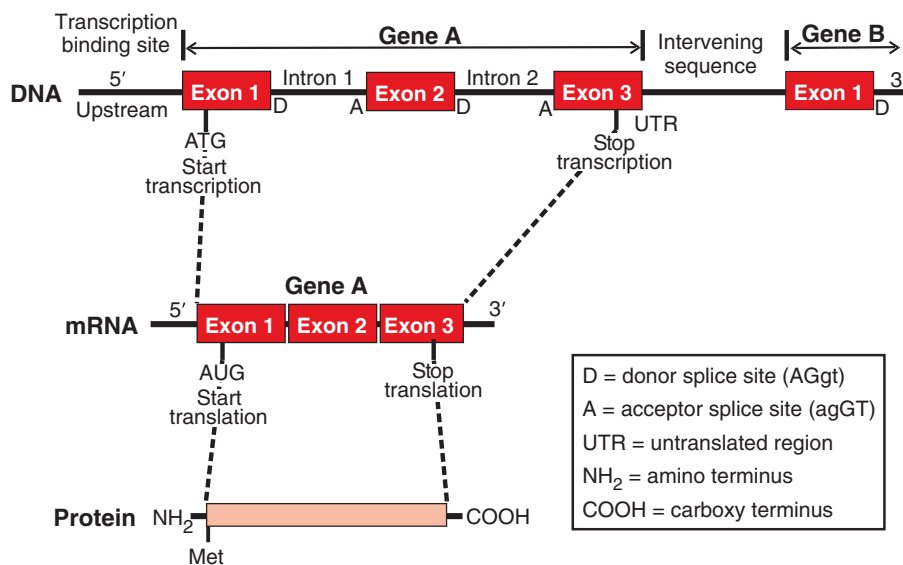 Transcription
binding site
Gene A
Intervening
sequence
Gene B
5′
Intron 1
Intron 2
3′
DNA
Exon 1
Exon 2
Exon 3
Exon 1
Upstream
D
A
D
A
UTR
D
ATG
Start
transcription
Stop
transcription
Gene A
5′
3′
mRNA
Exon 1
Exon 2
Exon 3
AUG
Start
translation
Stop
translation
D = donor splice site (AGgt)
A = acceptor splice site (agGT)
UTR = untranslated region
NH₂ = amino terminus
COOH = carboxy terminus
Protein
NH₂
COOH
Met